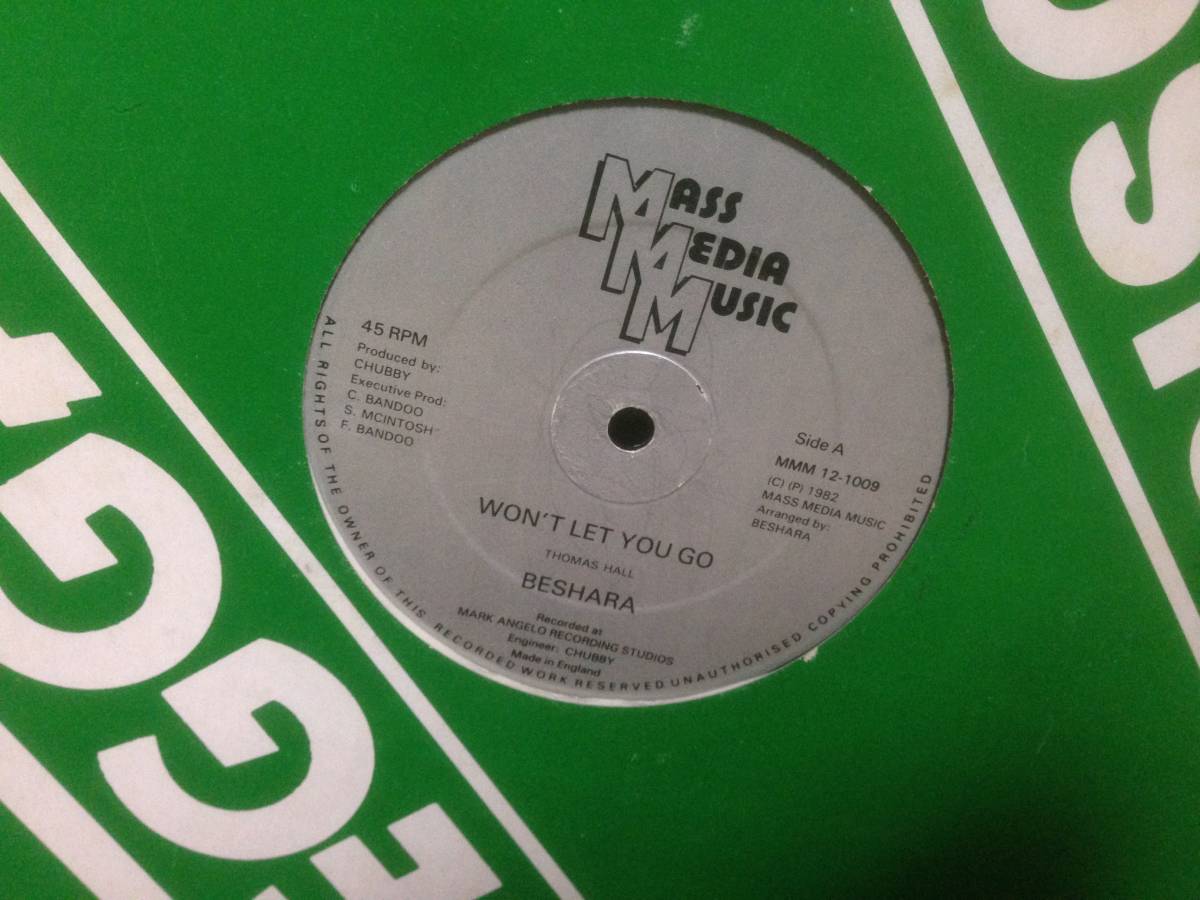 MASS
MEDIA
MUSIC
45 RPM
Produced by:
CHUBBY
Executive Prod:
C. BANDOO
S. MCINTOSH
F. BANDOO
Side A
MMM 12-1009
(C) (P) 1982
MASS MEDIA MUSIC
Arranged by:
BESHARA
WON'T LET YOU GO
THOMAS HALL
BESHARA
Recorded at
MARK ANGELO RECORDING STUDIOS
Engineer: CHUBBY
Made in England
ALL RIGHTS OF THE OWNER OF THIS RECORDED WORK RESERVED UNAUTHORISED COPYING PROHIBITED